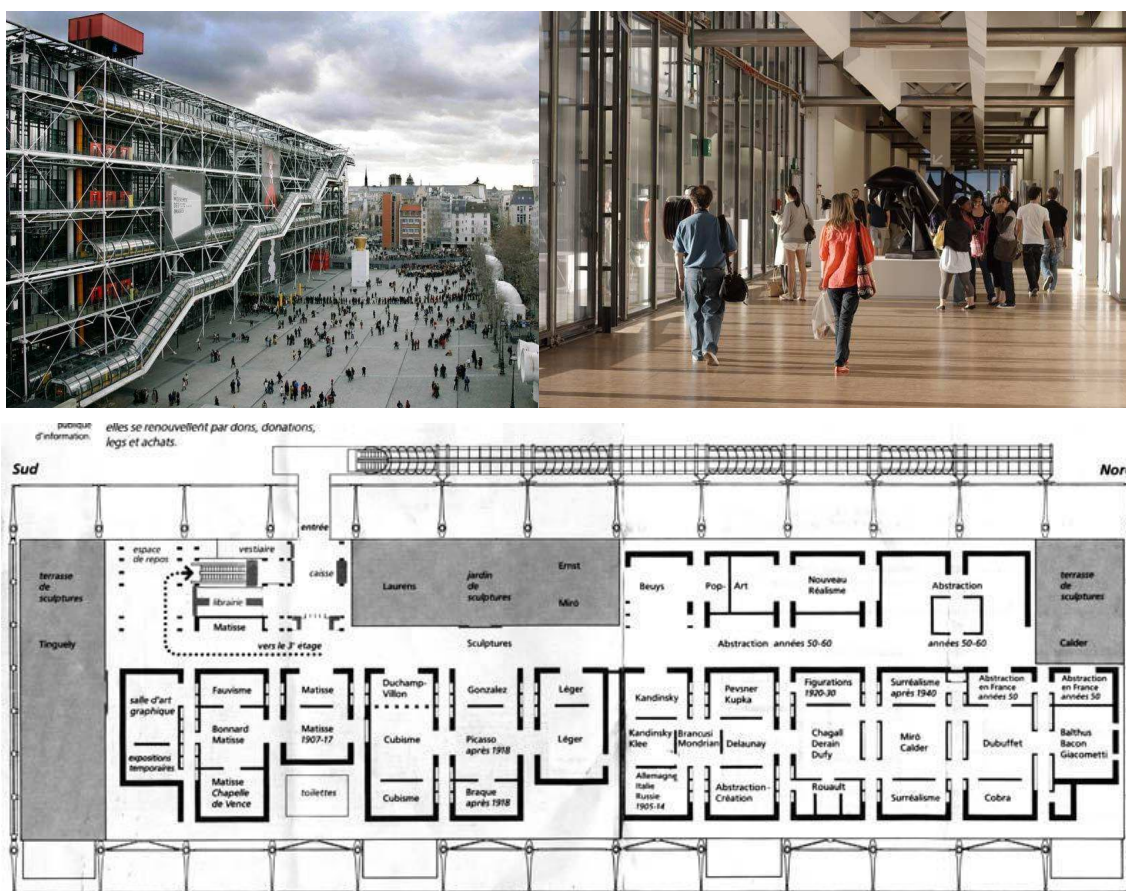 publique
d'information.
elles se renouvellent par dons, donations,
legs et achats.
Sud
Nor
entrée
espace
de repos
vestiaire
caisse
librairie
Matisse
vers le 3e étage
terrasse
de
sculptures
Tinguely
Laurens
jardin
de
sculptures
Ernst
Miró
Sculptures
Beuys
Pop-
Art
Nouveau
Réalisme
Abstraction
Abstraction années 50-60
années 50-60
terrasse
de
sculptures
Calder
salle d'art
graphique
expositions
temporaires
Fauvisme
Bonnard
Matisse
Matisse
Chapelle
de Vence
Matisse
Matisse
1907-17
toilettes
Duchamp-
Villon
Cubisme
Cubisme
Gonzalez
Picasso
après 1918
Braque
après 1918
Léger
Léger
Kandinsky
Kandinsky
Klee
Allemagne
Italie
Russie
1905-14
Brancusi
Mondrian
Pevsner
Kupka
Delaunay
Abstraction-
Création
Figurations
1920-30
Chagall
Derain
Dufy
Rouault
Surréalisme
après 1940
Miró
Calder
Surréalisme
Abstraction
en France
années 50
Dubuffet
Cobra
Abstraction
en France
années 50
Balthus
Bacon
Giacometti